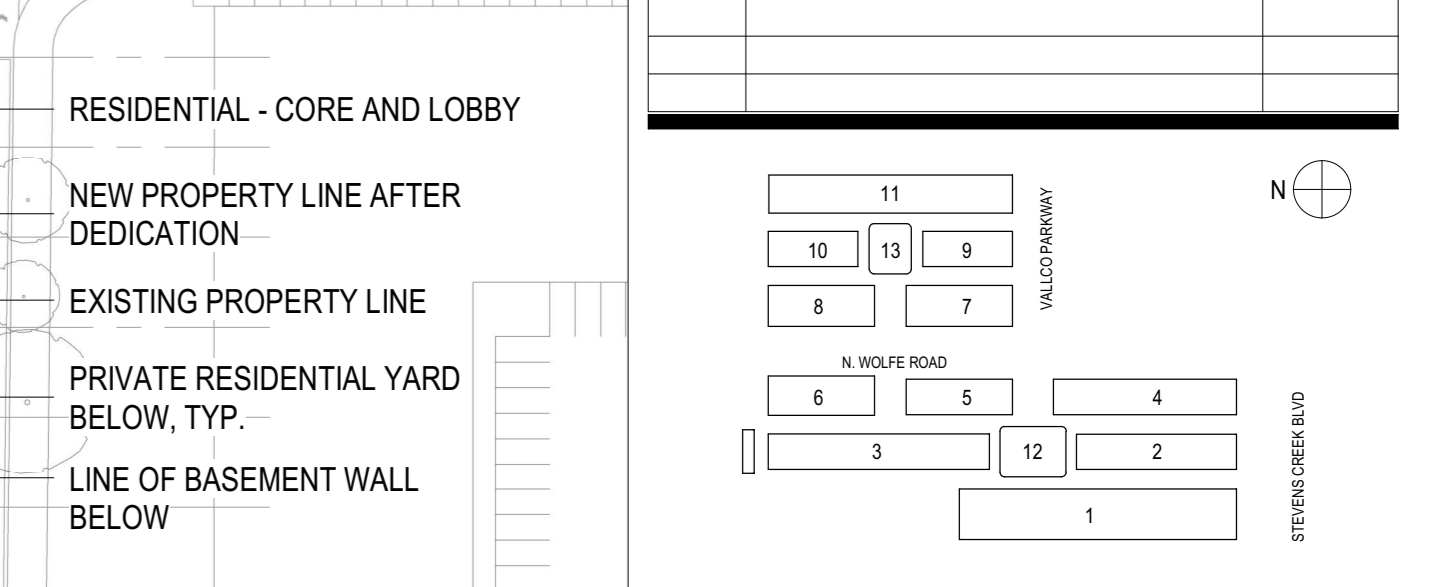 RESIDENTIAL - CORE AND LOBBY
NEW PROPERTY LINE AFTER
DEDICATION
EXISTING PROPERTY LINE
PRIVATE RESIDENTIAL YARD
BELOW, TYP.
LINE OF BASEMENT WALL
BELOW
N
11
10 13 9
8 7
VALLCO PARKWAY
N. WOLFE ROAD
6 5 4
3 12 2
1
STEVENS CREEK BLVD